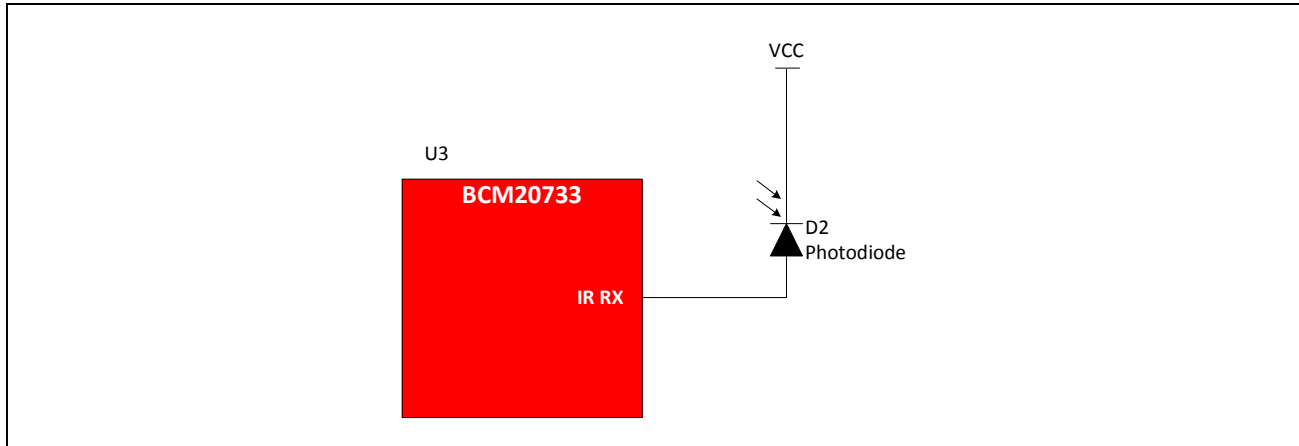 VCC
U3
BCM20733
D2
Photodiode
IR RX